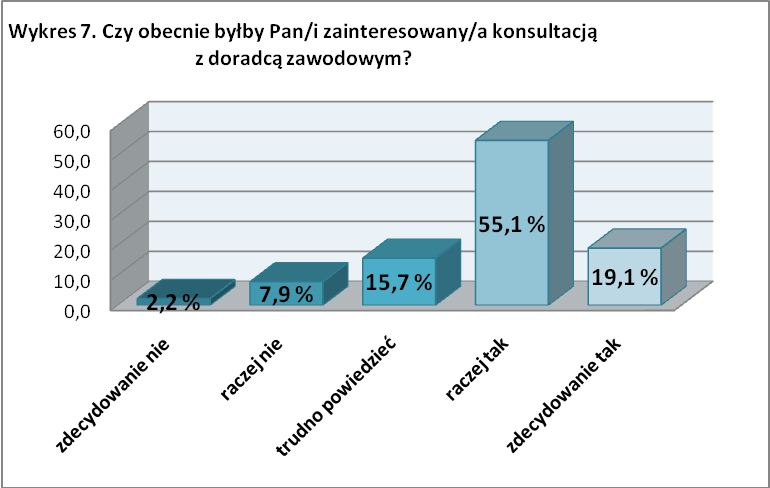 Wykres 7. Czy obecnie byłby Pan/i zainteresowany/a konsultacją
z doradcą zawodowym?
60,0
50,0
40,0
30,0
20,0
10,0
0,0
2,2 %
7,9 %
15,7 %
55,1 %
19,1 %
zdecydowanie nie
raczej nie
trudno powiedzieć
raczej tak
zdecydowanie tak